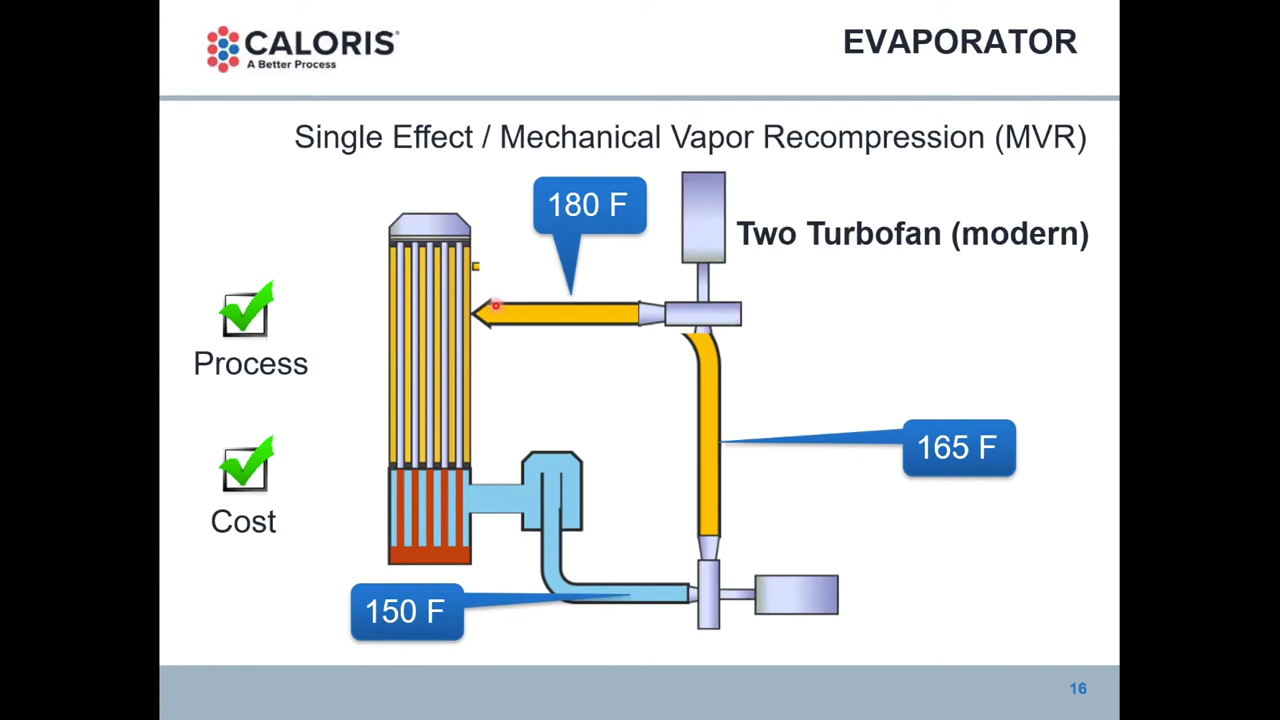 CALORIS
A Better Process
EVAPORATOR
Single Effect / Mechanical Vapor Recompression (MVR)
180 F
Two Turbofan (modern)
Process
165 F
Cost
150 F
16